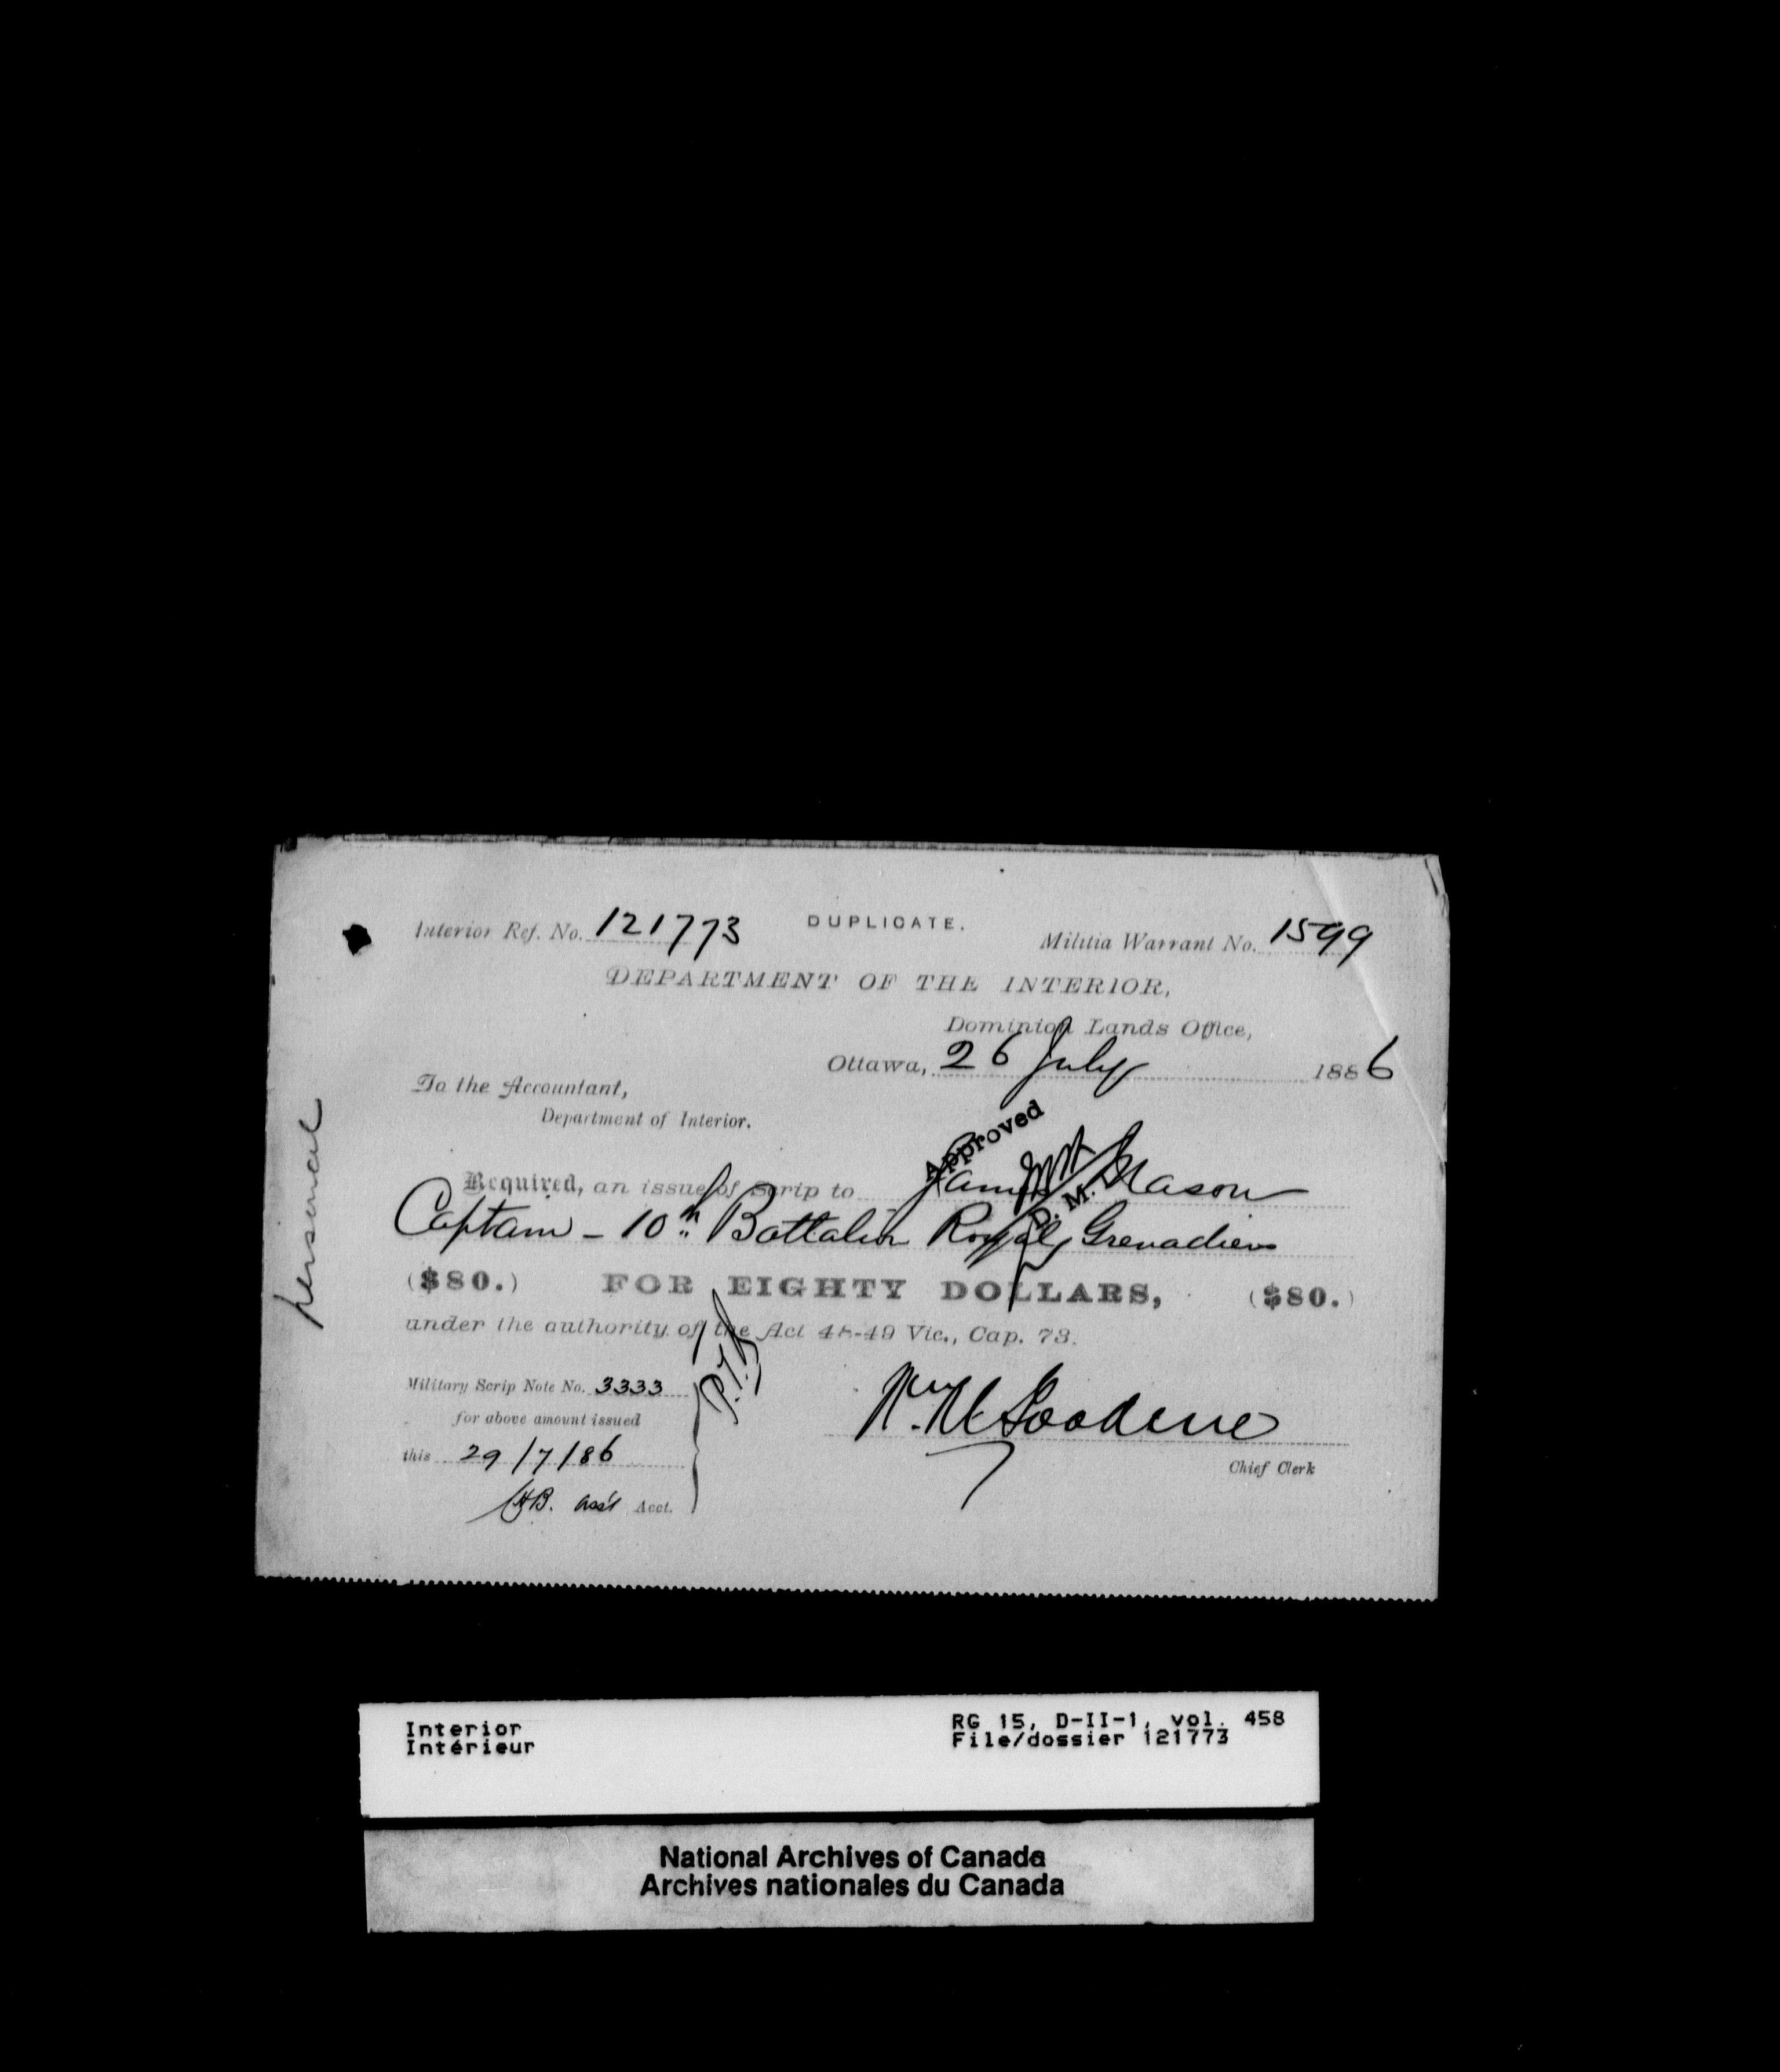 Interior Ref. No. 121773 DUPLICATE. Militia Warrant No. 1599
DEPARTMENT OF THE INTERIOR,
Dominion Lands Office,
Ottawa, 26 July 1886
To the Accountant,
Department of Interior.
Approved
Required, an issue of scrip to James Mason
D. M.
Captain - 10th Battalion Royal Grenadiers
($80.) FOR EIGHTY DOLLARS, ($80.)
under the authority of the Act 48-49 Vic., Cap. 73.
personal
Military Scrip Note No. 3333
for above amount issued
this 29/7/86
Ass't Acct.
Chief Clerk
Interior
Intérieur
RG 15, D-II-1, vol. 458
File/dossier 121773
National Archives of Canada
Archives nationales du Canada